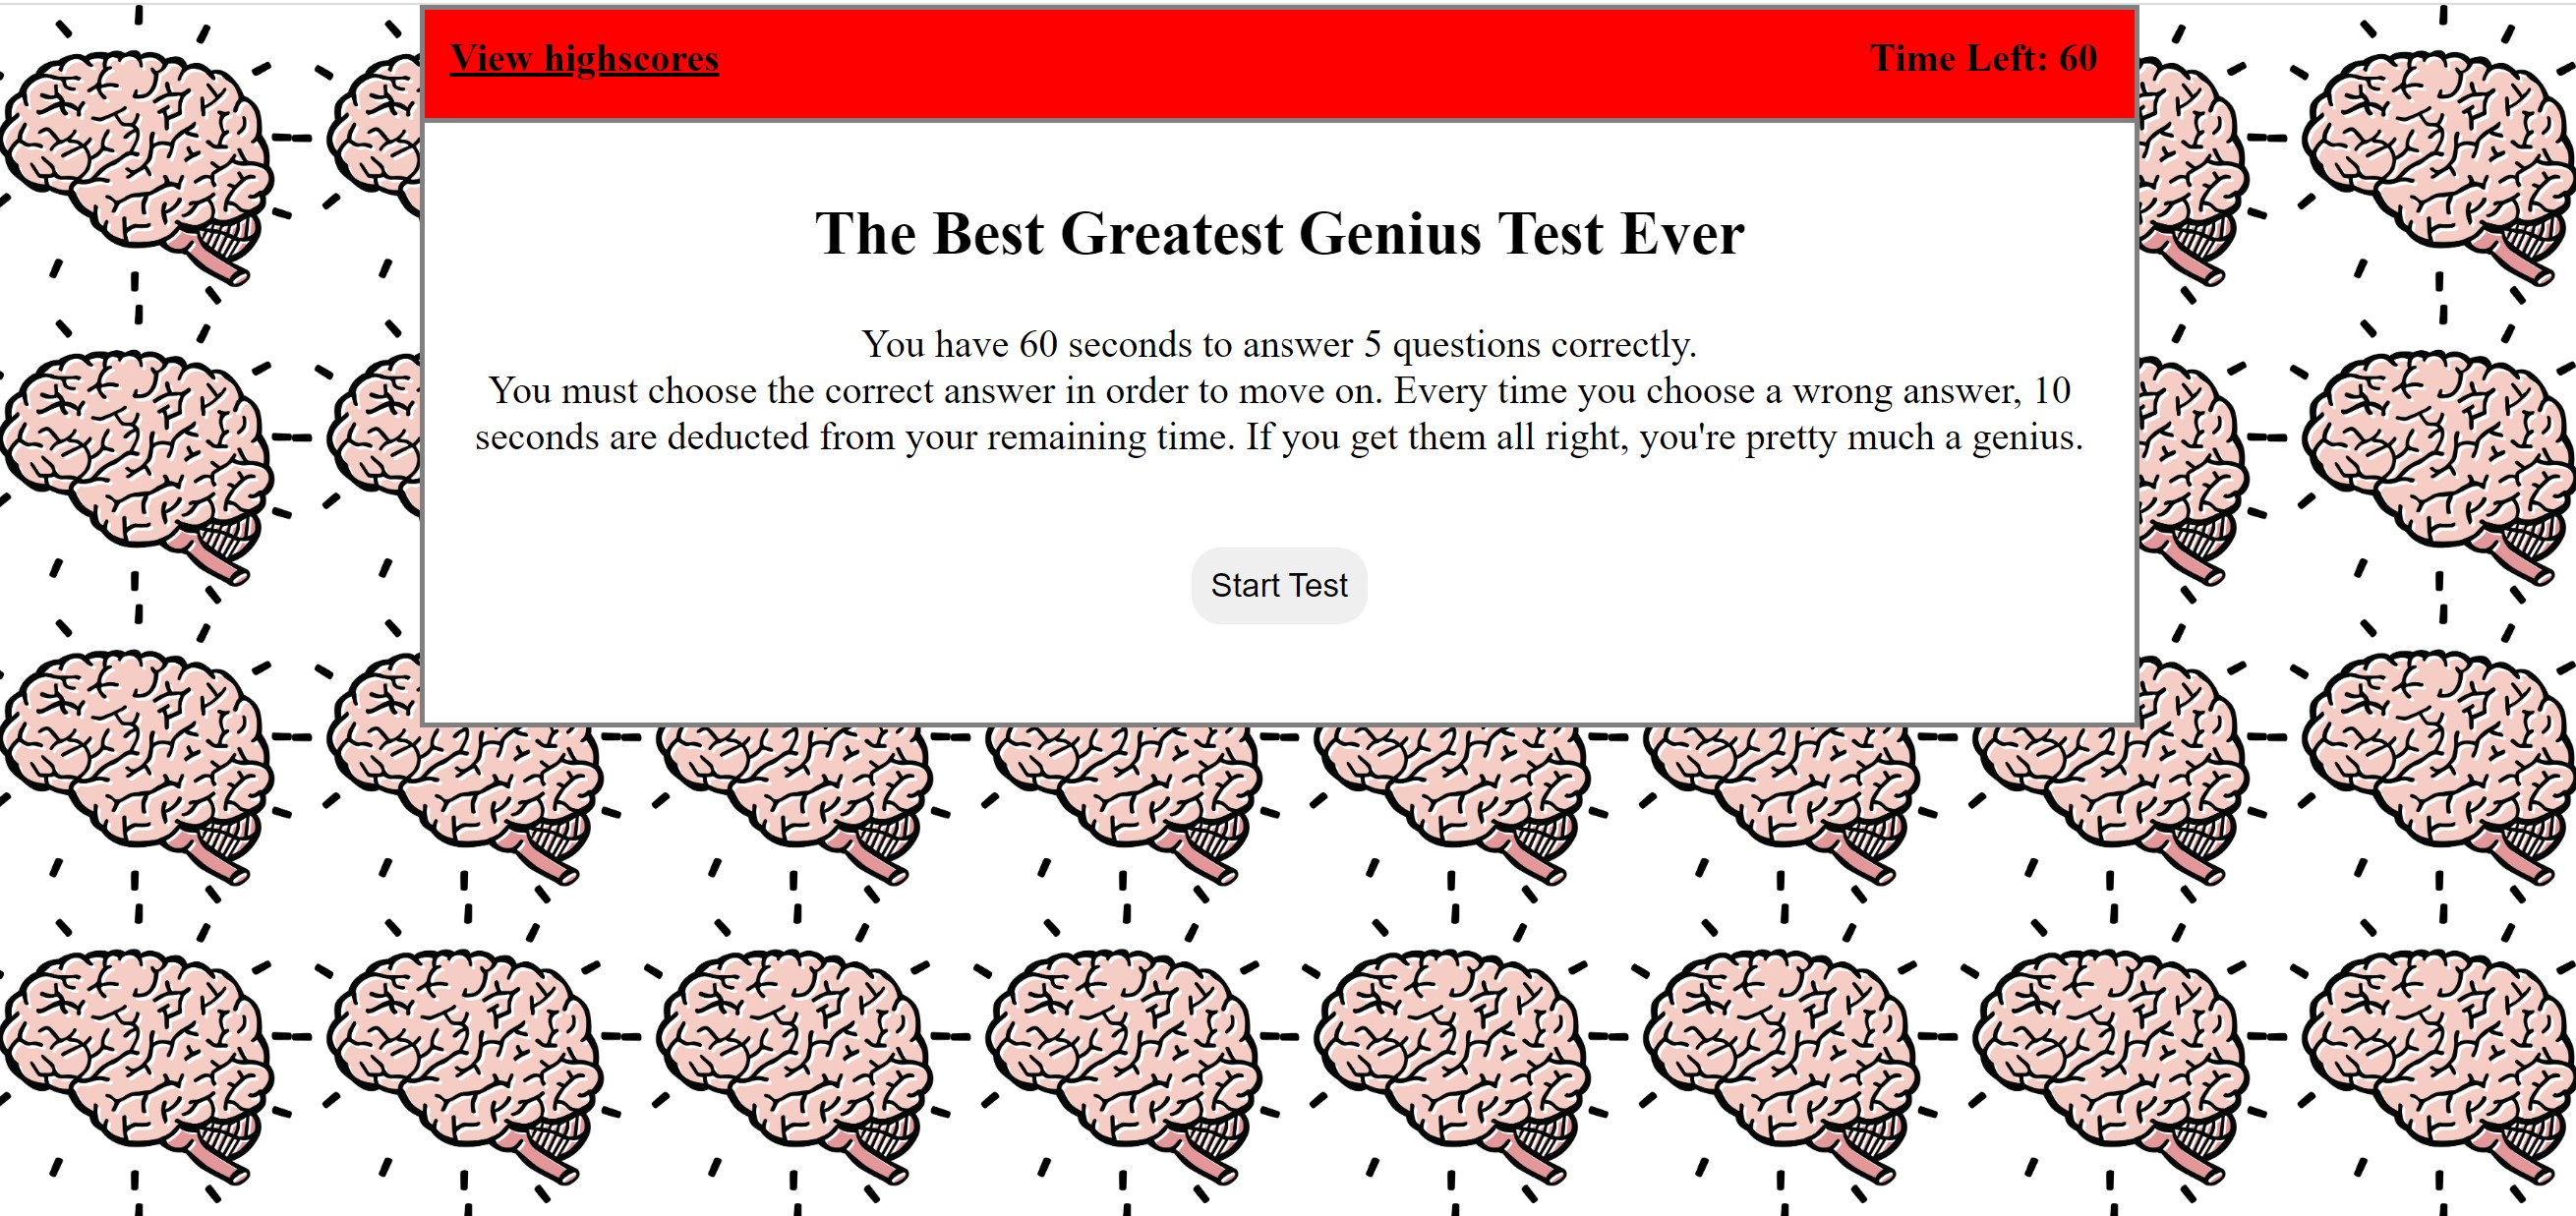 View highscores
Time Left: 60
The Best Greatest Genius Test Ever
You have 60 seconds to answer 5 questions correctly.
You must choose the correct answer in order to move on. Every time you choose a wrong answer, 10
seconds are deducted from your remaining time. If you get them all right, you're pretty much a genius.
Start Test